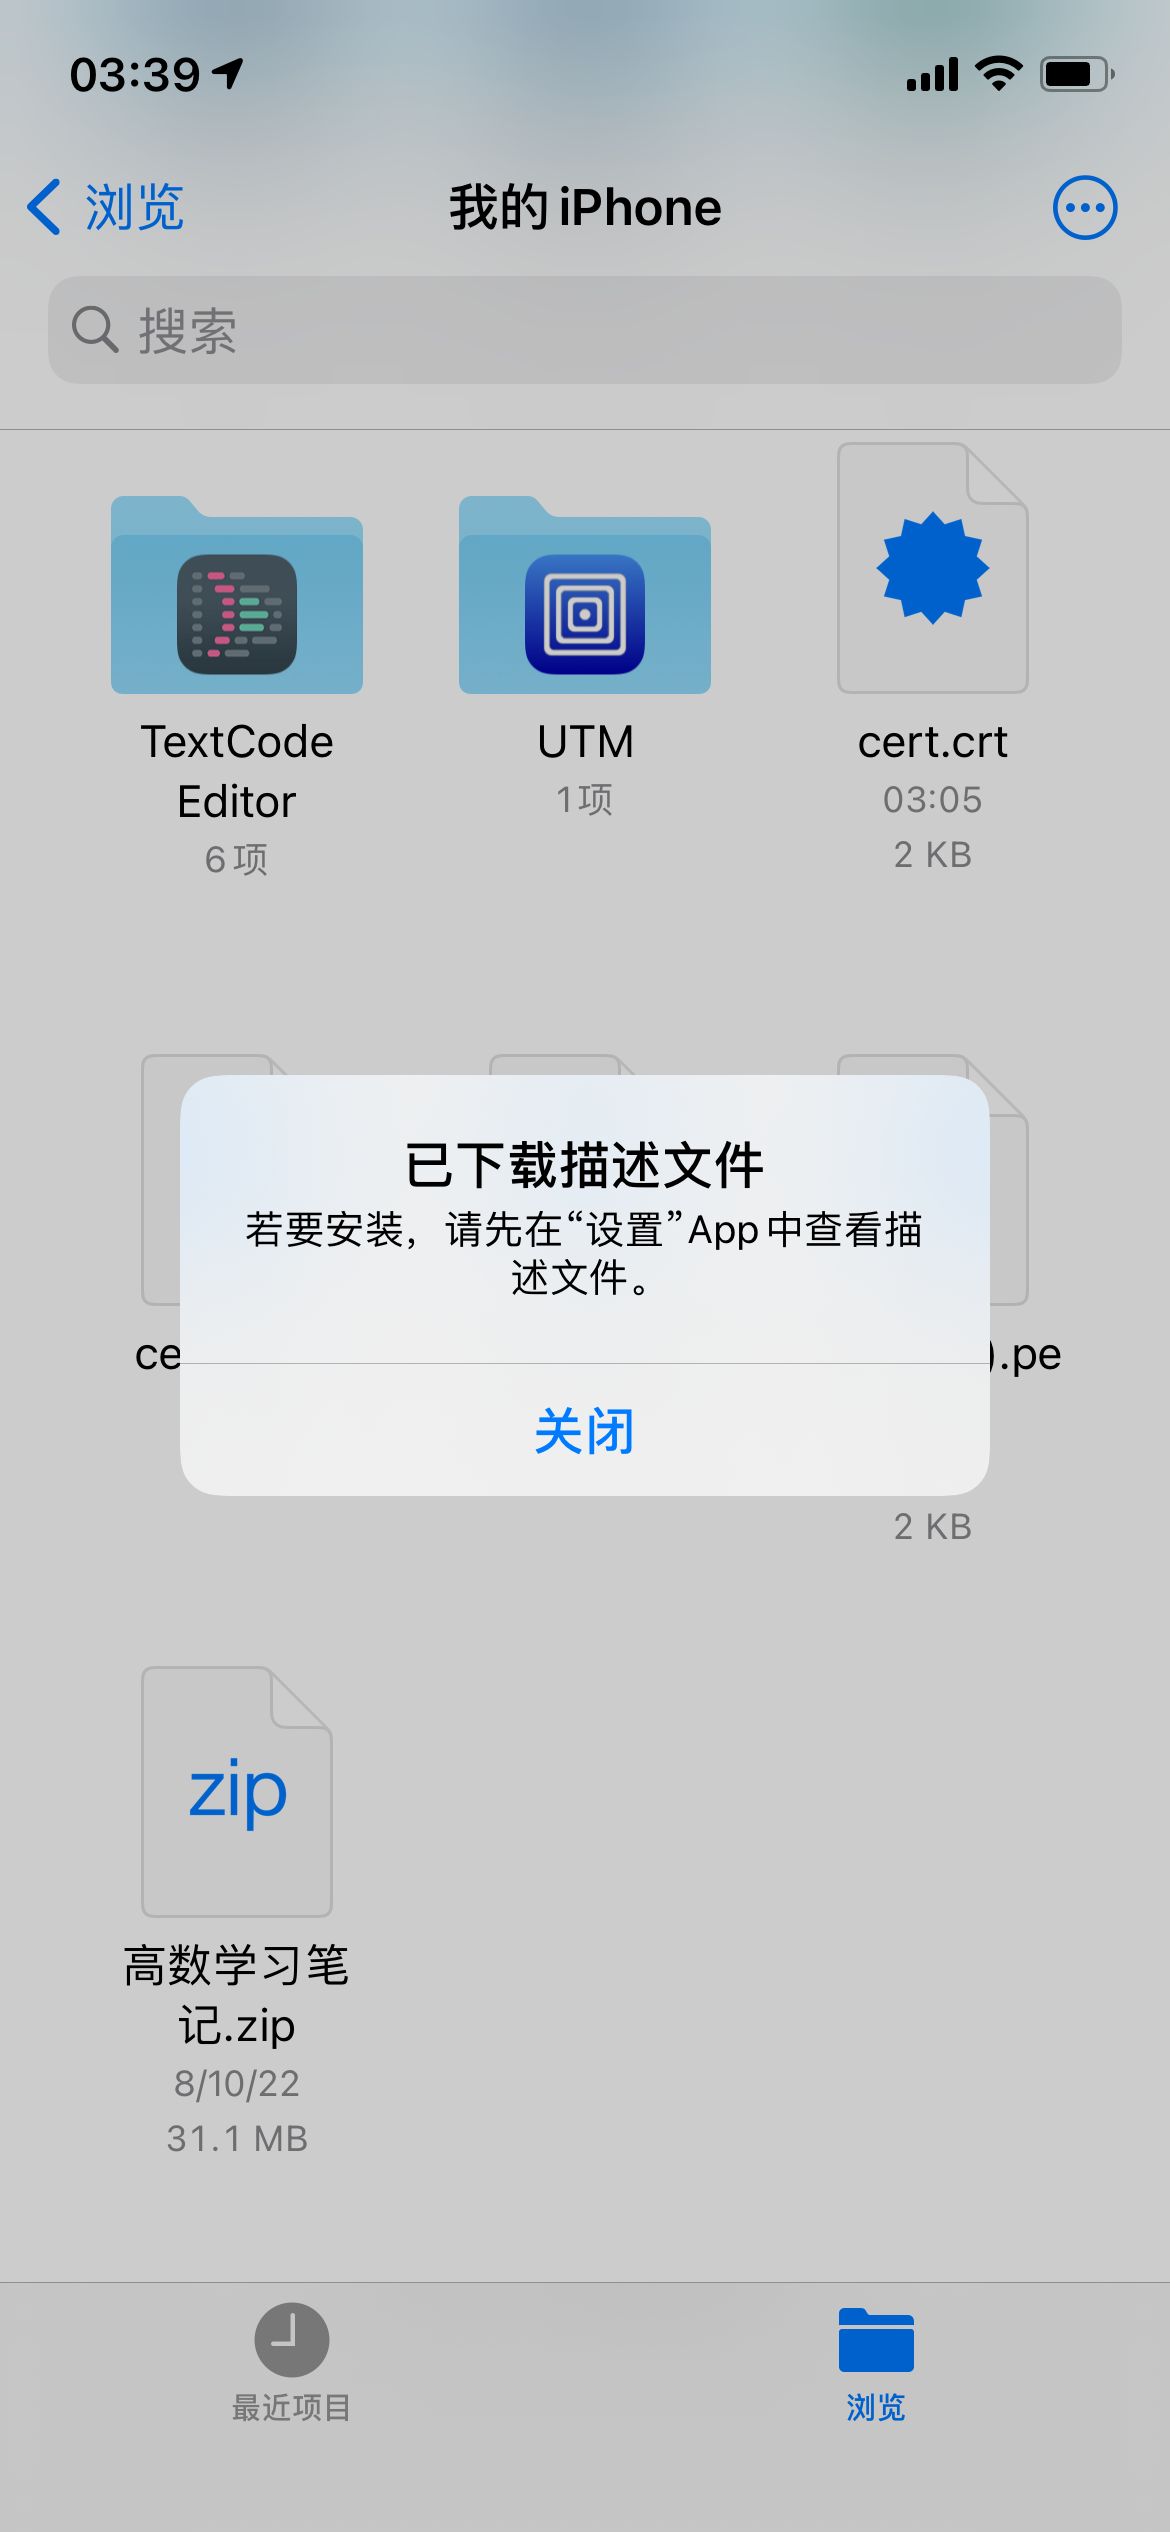 03:39
浏览
我的 iPhone
搜索
TextCode
Editor
6 项
UTM
1 项
cert.crt
03:05
2 KB
已下载描述文件
若要安装，请先在“设置”App 中查看描
述文件。
关闭
ce
).pe
2 KB
zip
高数学习笔
记.zip
8/10/22
31.1 MB
最近项目
浏览